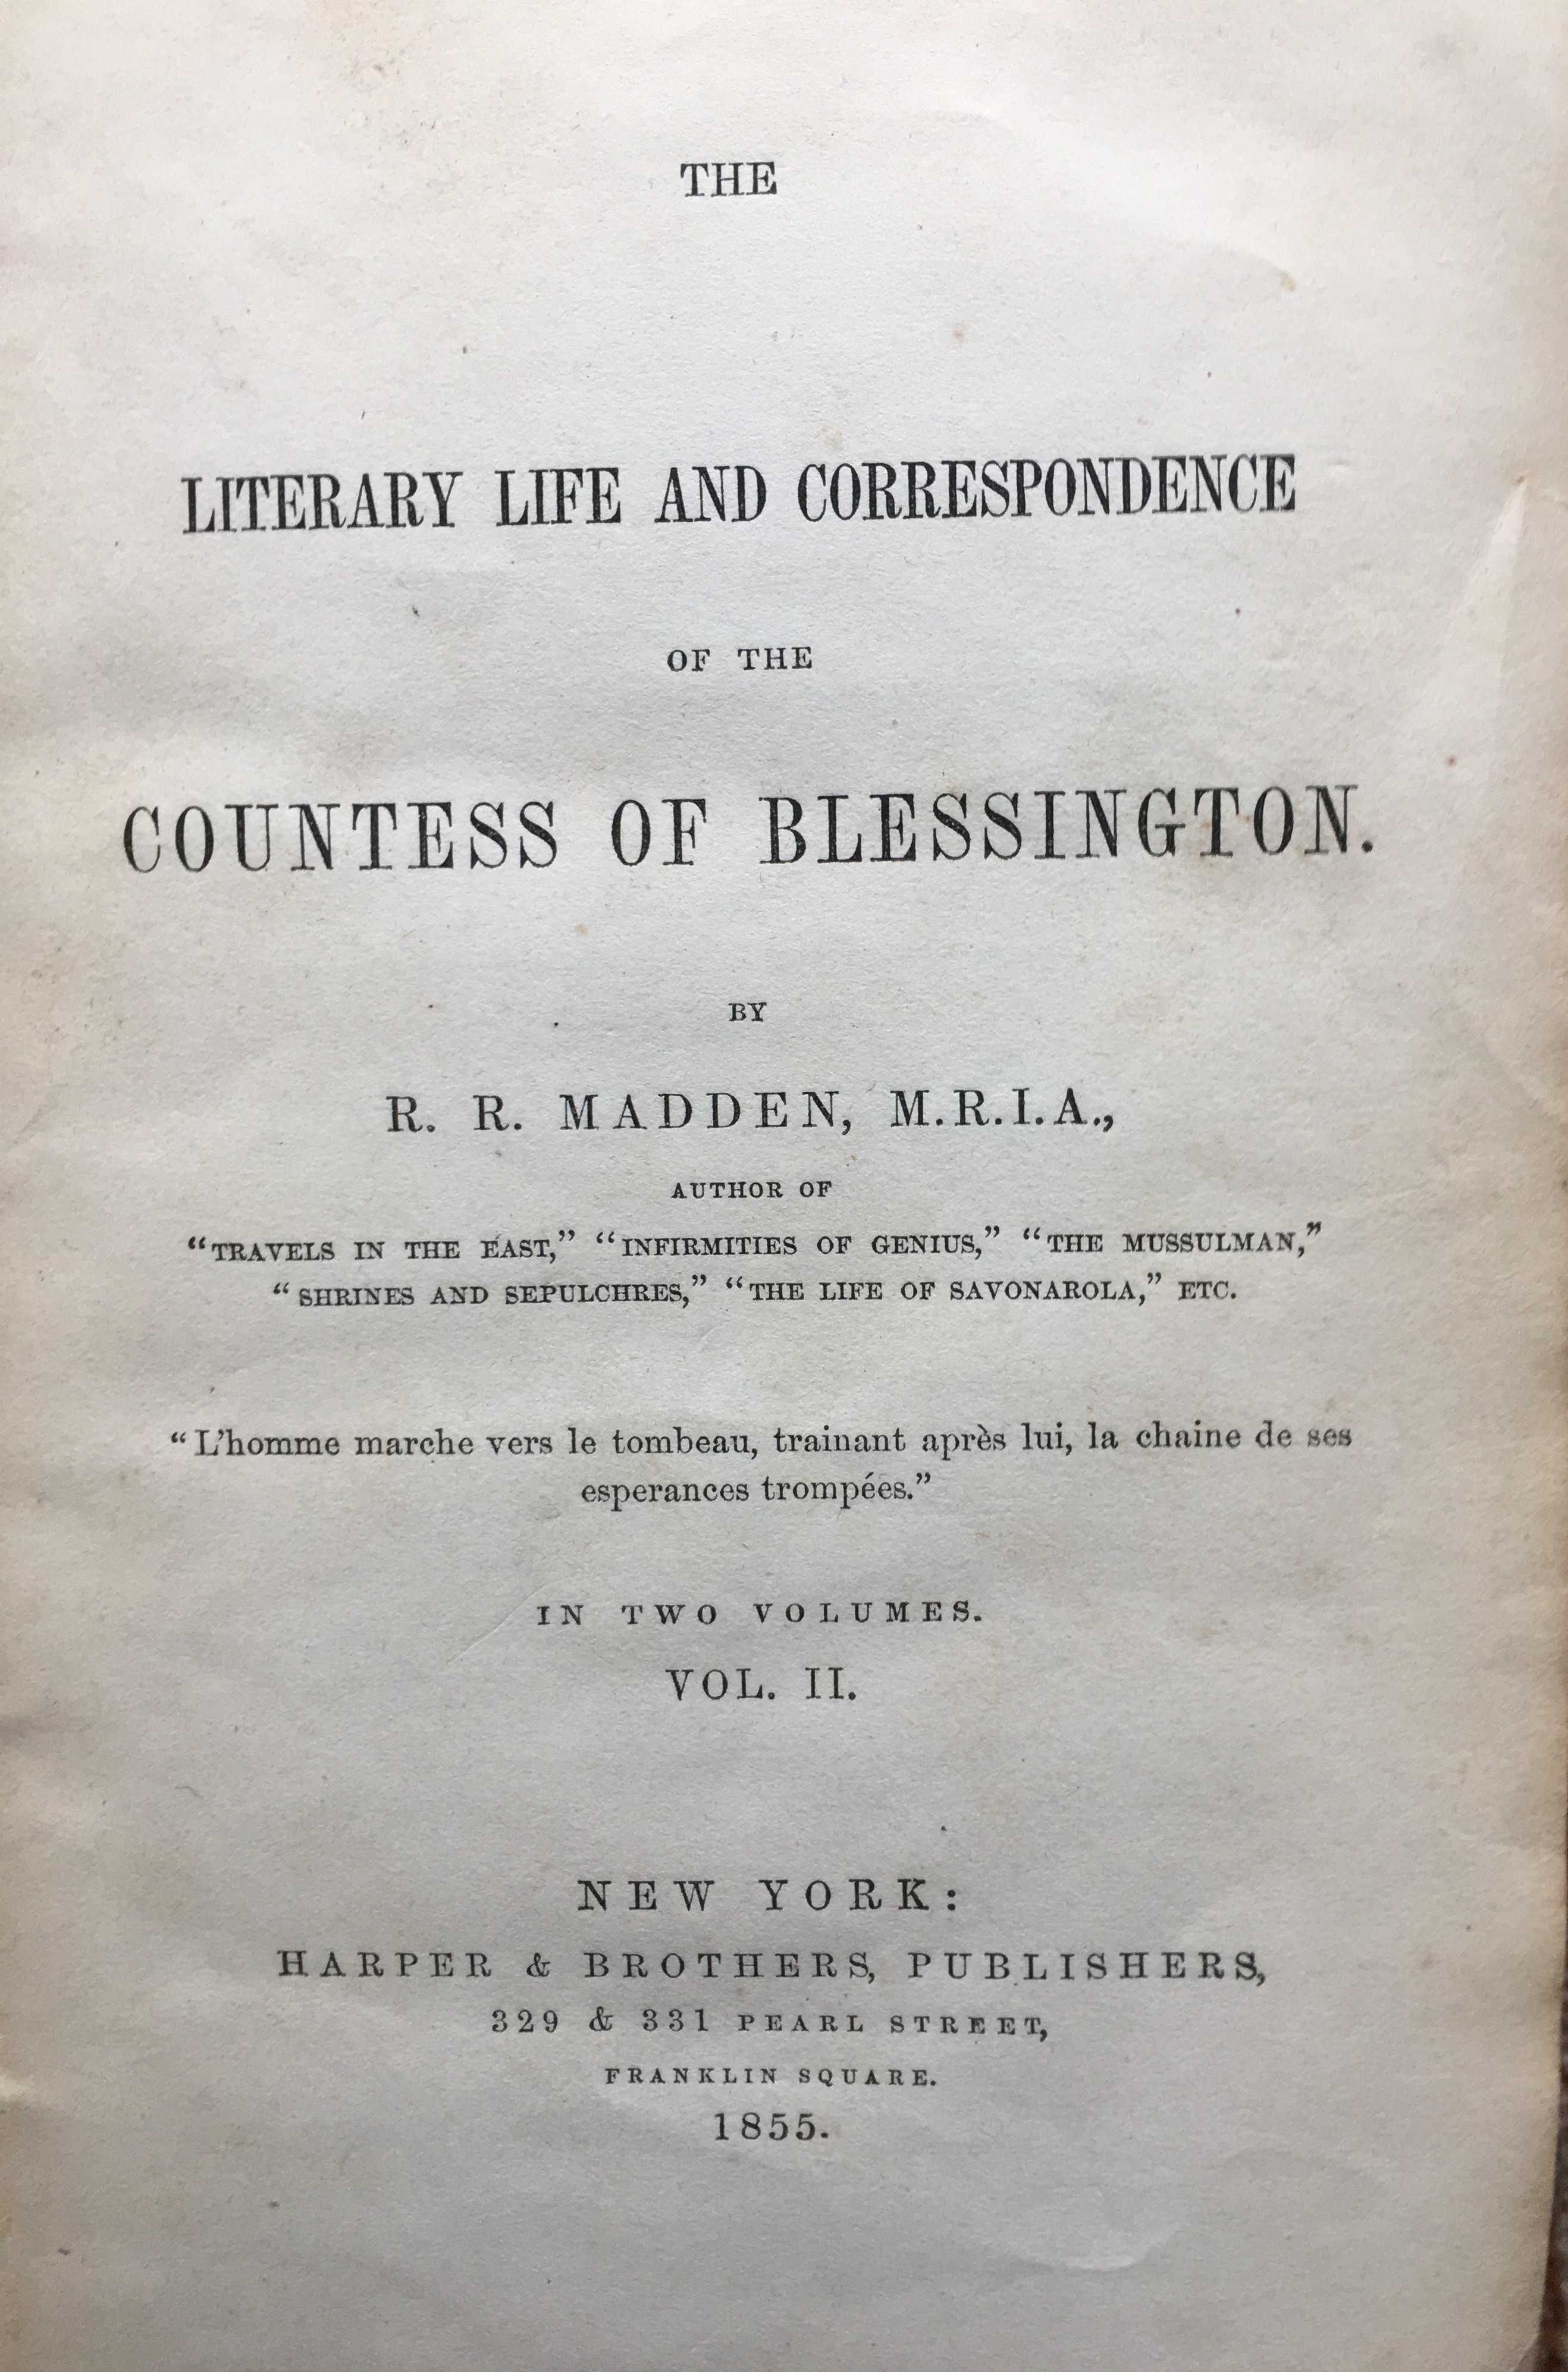 THE
LITERARY LIFE AND CORRESPONDENCE
OF THE
COUNTESS OF BLESSINGTON.
BY
R. R. MADDEN, M.R.I.A.,
AUTHOR OF
“TRAVELS IN THE EAST,” “INFIRMITIES OF GENIUS,” “THE MUSSULMAN,”
“SHRINES AND SEPULCHRES,” “THE LIFE OF SAVONAROLA,” ETC.
“L’homme marche vers le tombeau, trainant après lui, la chaine de ses
esperances trompées.”
IN TWO VOLUMES.
VOL. II.
NEW YORK:
HARPER & BROTHERS, PUBLISHERS,
329 & 331 PEARL STREET,
FRANKLIN SQUARE.
1855.